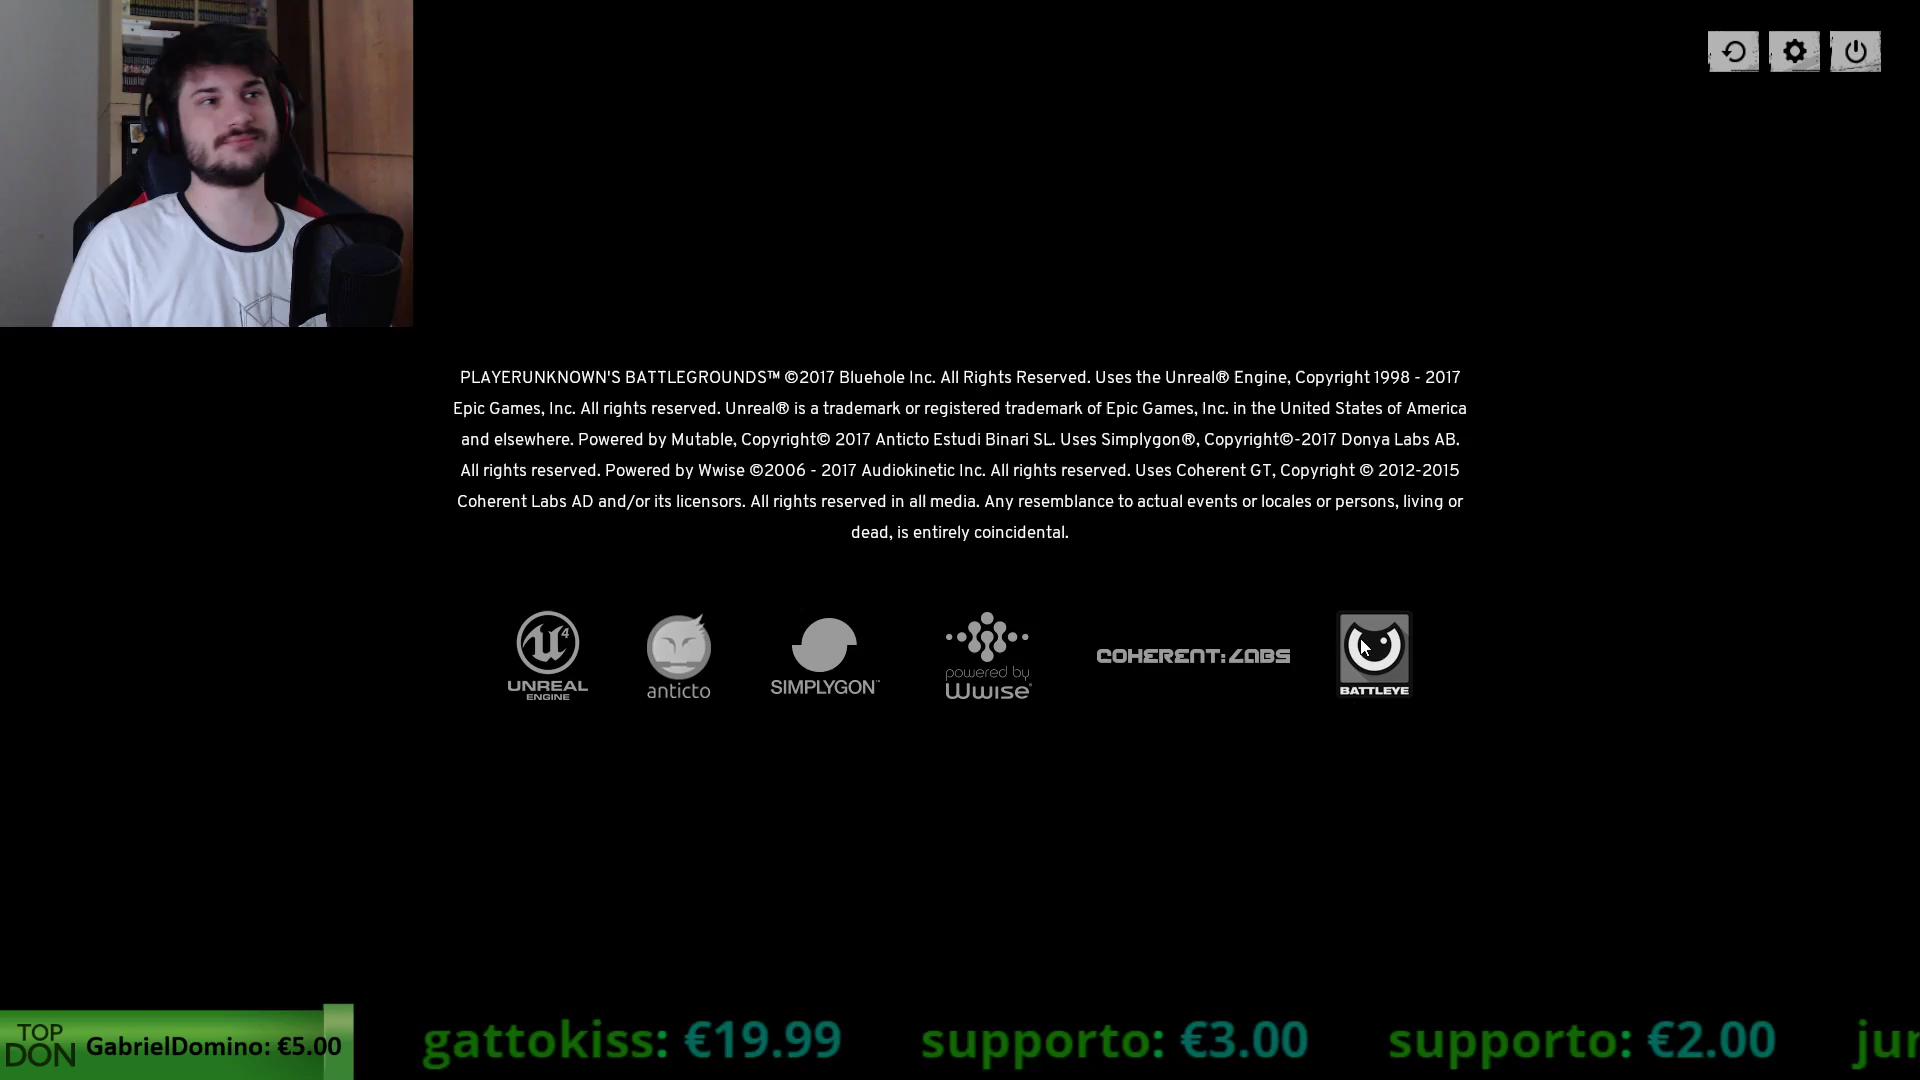 PLAYERUNKNOWN'S BATTLEGROUNDS™ ©2017 Bluehole Inc. All Rights Reserved. Uses the Unreal® Engine, Copyright 1998 - 2017
Epic Games, Inc. All rights reserved. Unreal® is a trademark or registered trademark of Epic Games, Inc. in the United States of America
and elsewhere. Powered by Mutable, Copyright© 2017 Anticto Estudi Binari SL. Uses Simplygon®, Copyright©-2017 Donya Labs AB.
All rights reserved. Powered by Wwise ©2006 - 2017 Audiokinetic Inc. All rights reserved. Uses Coherent GT, Copyright © 2012-2015
Coherent Labs AD and/or its licensors. All rights reserved in all media. Any resemblance to actual events or locales or persons, living or
dead, is entirely coincidental.
U 4
UNREAL
ENGINE
anticto
SIMPLYGON™
powered by
Wwise®
COHERENT:LABS
BATTLEYE
TOP
DON
GabrielDomino: €5.00
gattokiss: €19.99 supporto: €3.00 supporto: €2.00